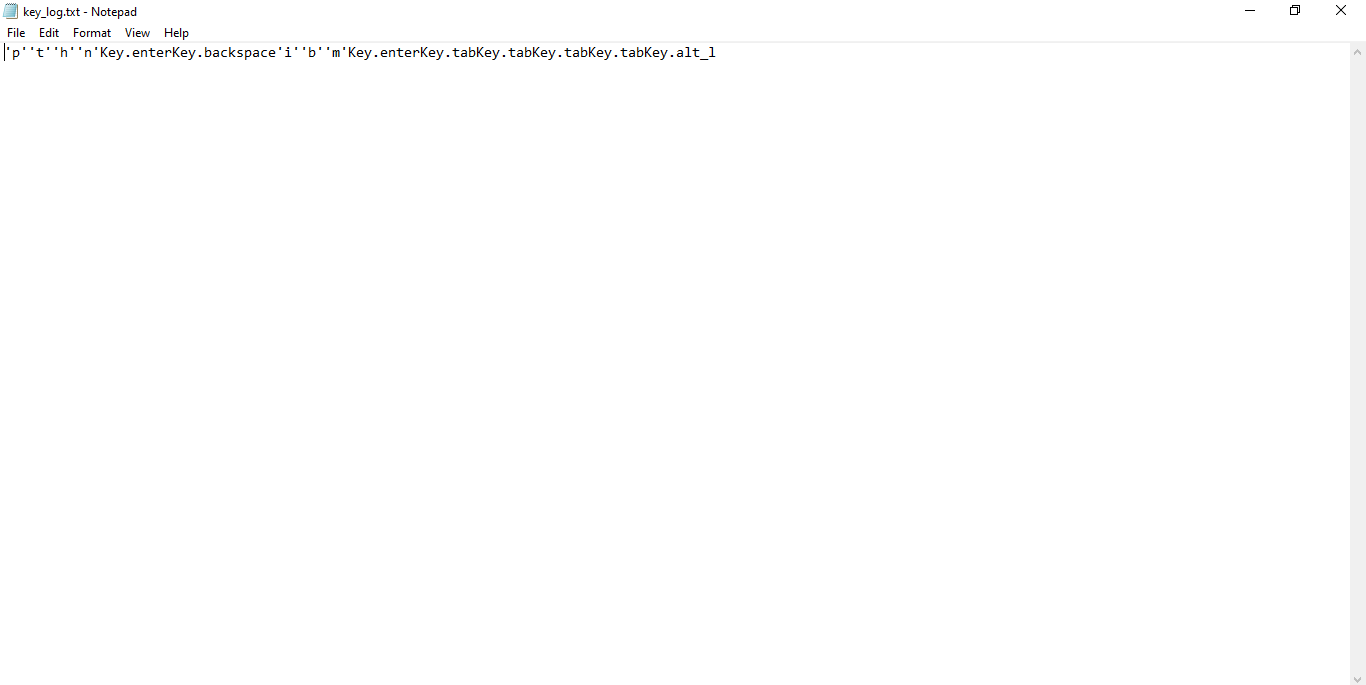 key_log.txt - Notepad
File Edit Format View Help
'p''t''h''n'Key.enterKey.backspace'i''b''m'Key.enterKey.tabKey.tabKey.tabKey.tabKey.alt_l